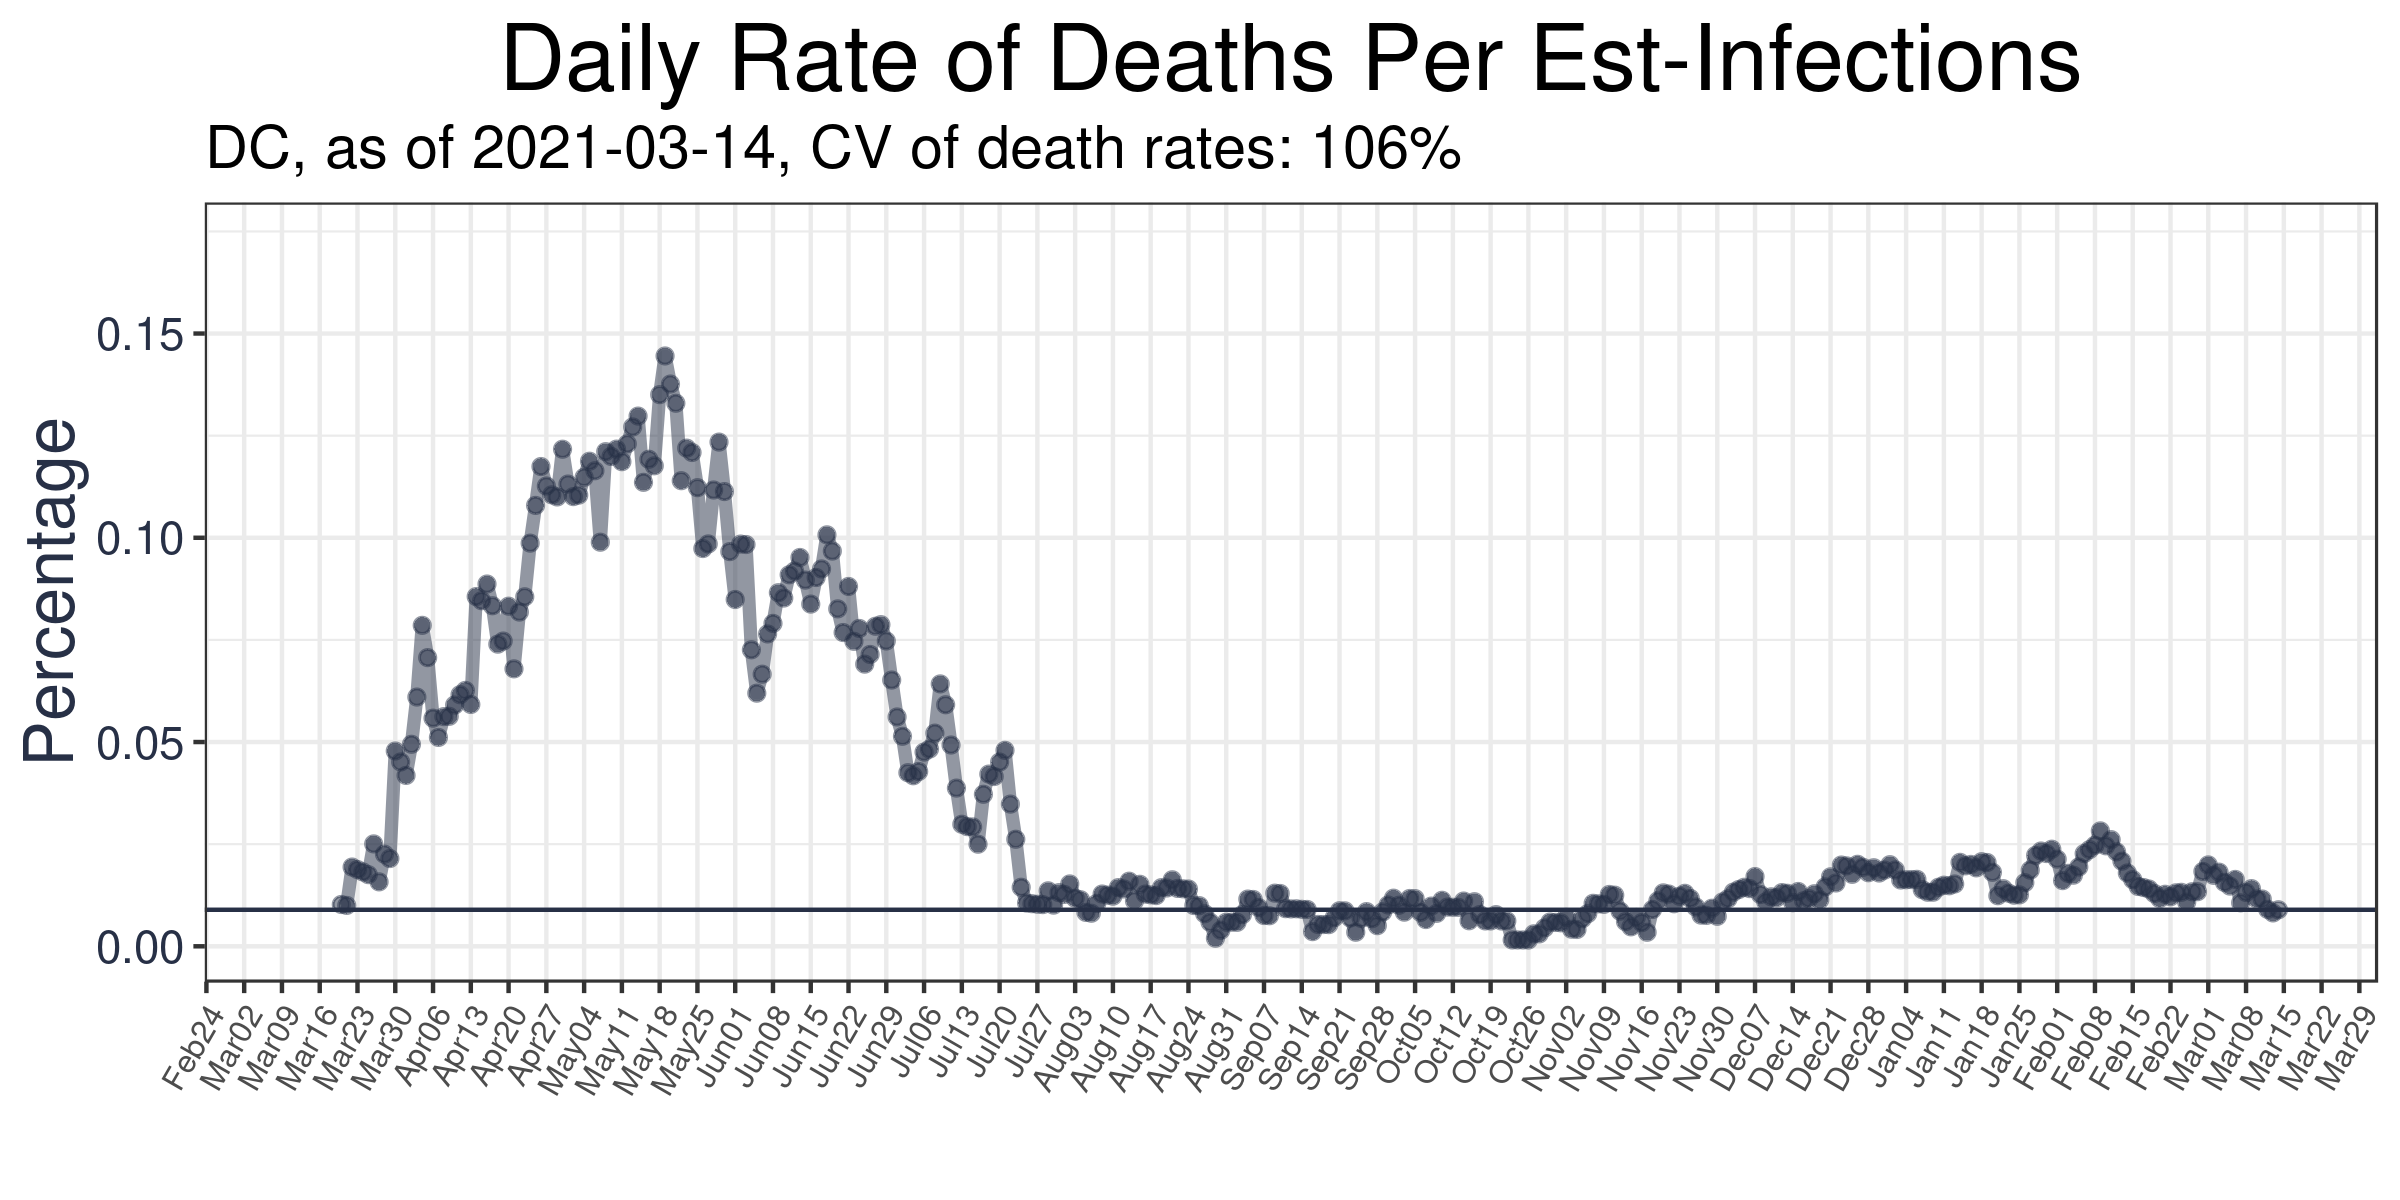 Daily Rate of Deaths Per Est-Infections
DC, as of 2021-03-14, CV of death rates: 106%
Percentage
0.15
0.10
0.05
0.00
Feb24
Mar02
Mar09
Mar16
Mar23
Mar30
Apr06
Apr13
Apr20
Apr27
May04
May11
May18
May25
Jun01
Jun08
Jun15
Jun22
Jun29
Jul06
Jul13
Jul20
Jul27
Aug03
Aug10
Aug17
Aug24
Aug31
Sep07
Sep14
Sep21
Sep28
Oct05
Oct12
Oct19
Oct26
Nov02
Nov09
Nov16
Nov23
Nov30
Dec07
Dec14
Dec21
Dec28
Jan04
Jan11
Jan18
Jan25
Feb01
Feb08
Feb15
Feb22
Mar01
Mar08
Mar15
Mar22
Mar29